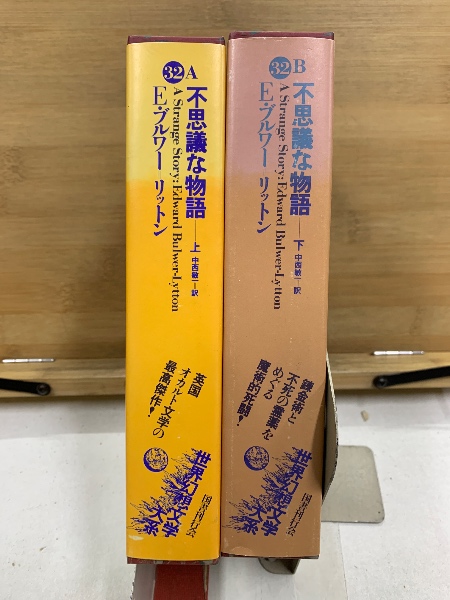 32A
不思議な物語——上 中西敏一訳
A Strange Story: Edward Bulwer-Lytton
E・ブルワー リットン
英国
オカルト文学の
最高傑作!
世界幻想文学大系
国書刊行会
32B
不思議な物語——下 中西敏一訳
A Strange Story: Edward Bulwer-Lytton
E・ブルワー リットン
錬金術と
不死の霊薬を
めぐる
魔術的死闘!
世界幻想文学大系
国書刊行会